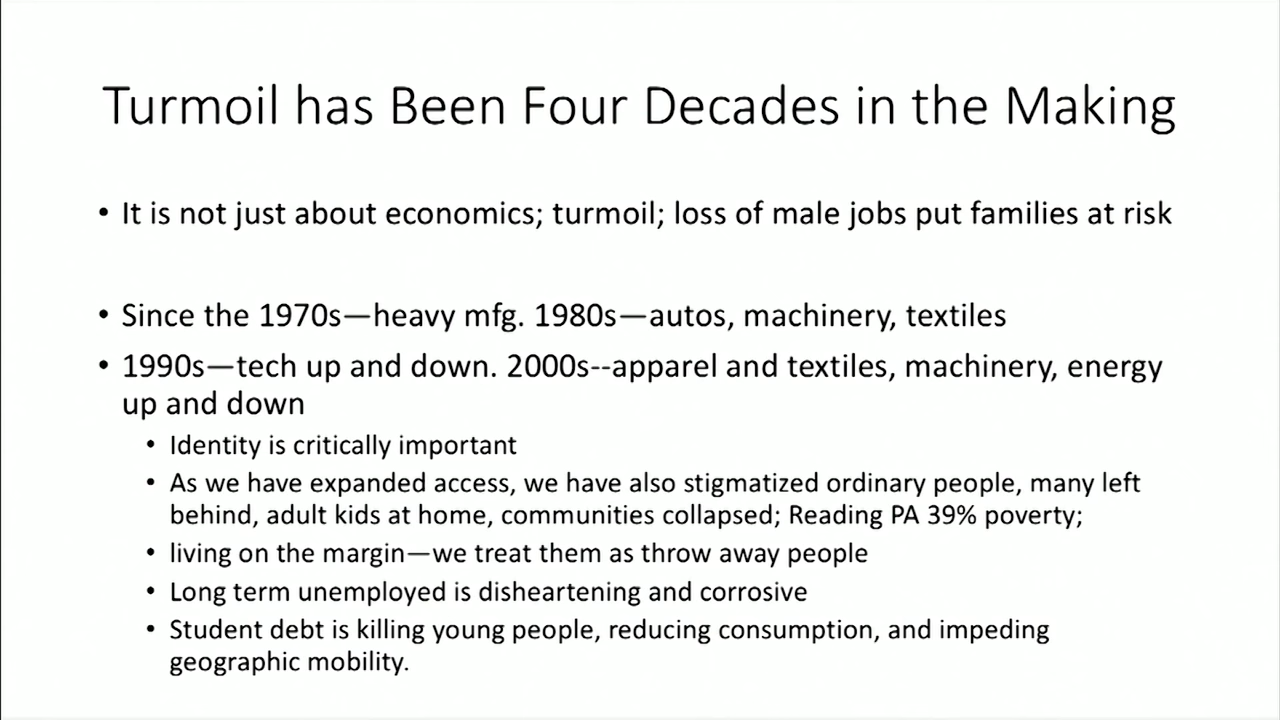 Turmoil has Been Four Decades in the Making
• It is not just about economics; turmoil; loss of male jobs put families at risk
• Since the 1970s—heavy mfg. 1980s—autos, machinery, textiles
• 1990s—tech up and down. 2000s--apparel and textiles, machinery, energy
up and down
• Identity is critically important
• As we have expanded access, we have also stigmatized ordinary people, many left
behind, adult kids at home, communities collapsed; Reading PA 39% poverty;
• living on the margin—we treat them as throw away people
• Long term unemployed is disheartening and corrosive
• Student debt is killing young people, reducing consumption, and impeding
geographic mobility.